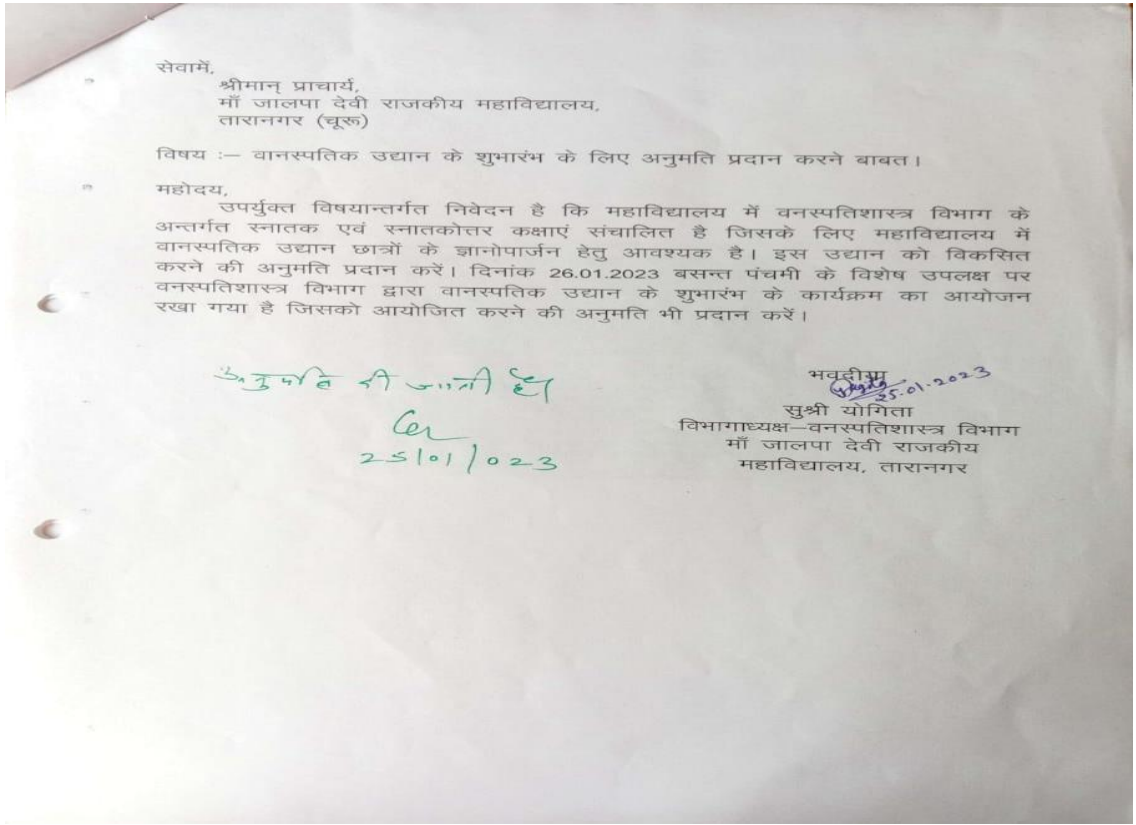 सेवामें,
श्रीमान् प्राचार्य,
माँ जालपा देवी राजकीय महाविद्यालय,
तारानगर (चूरू)
विषय :– वानस्पतिक उद्यान के शुभारंभ के लिए अनुमति प्रदान करने बाबत।
महोदय,
उपर्युक्त विषयान्तर्गत निवेदन है कि महाविद्यालय में वनस्पतिशास्त्र विभाग के
अन्तर्गत स्नातक एवं स्नातकोत्तर कक्षाएं संचालित है जिसके लिए महाविद्यालय में
वानस्पतिक उद्यान छात्रों के ज्ञानोपार्जन हेतु आवश्यक है। इस उद्यान को विकसित
करने की अनुमति प्रदान करें। दिनांक 26.01.2023 बसन्त पंचमी के विशेष उपलक्ष पर
वनस्पतिशास्त्र विभाग द्वारा वानस्पतिक उद्यान के शुभारंभ के कार्यक्रम का आयोजन
रखा गया है जिसको आयोजित करने की अनुमति भी प्रदान करें।
अनुमति दी जाती है।
25/01/023
भवदीया
25.01.2023
सुश्री योगिता
विभागाध्यक्ष–वनस्पतिशास्त्र विभाग
माँ जालपा देवी राजकीय
महाविद्यालय, तारानगर